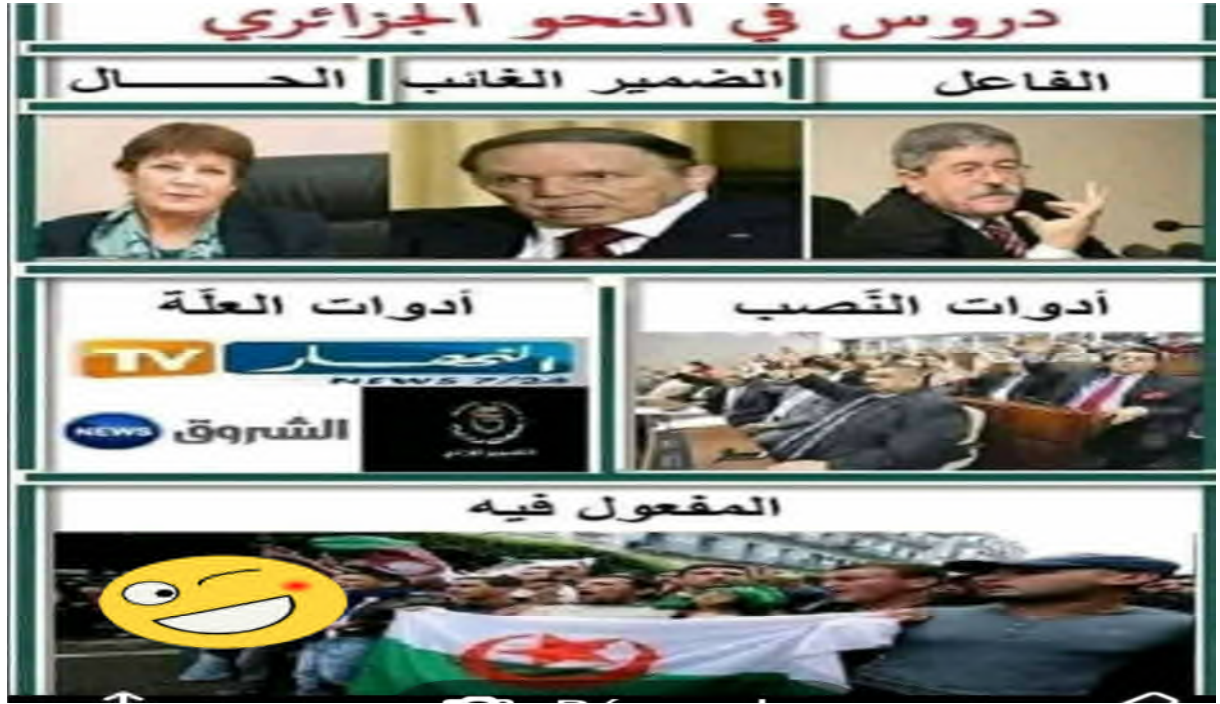 دروس في النحو الجزائري
الفاعل
الضمير الغائب
الحـــــال
أدوات النَّصب
أدوات العلّة
النهار TV
NEWS 7/24
الشروق NEWS
المفعول فيه